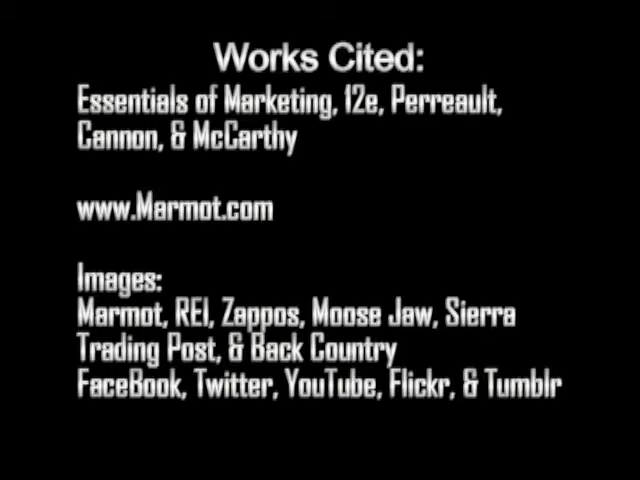 Works Cited:
Essentials of Marketing, 12e, Perreault,
Cannon, & McCarthy
www.Marmot.com
Images:
Marmot, REI, Zappos, Moose Jaw, Sierra
Trading Post, & Back Country
FaceBook, Twitter, YouTube, Flickr, & Tumblr